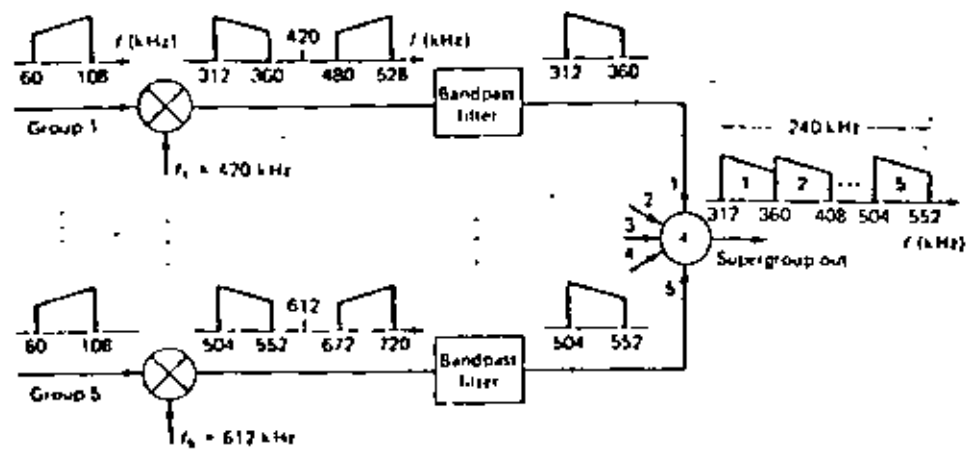 f (kHz)
60 108
420
f (kHz)
312 360 480 528
312 360
Group 1
Bandpass
filter
f₁ = 420 kHz
240 kHz
1 2 ... 5
312 360 408 504 552
f (kHz)
1
2
3
4
5
Supergroup out
60 108
612
504 552 672 720
504 552
Group 5
Bandpass
filter
= 612 kHz